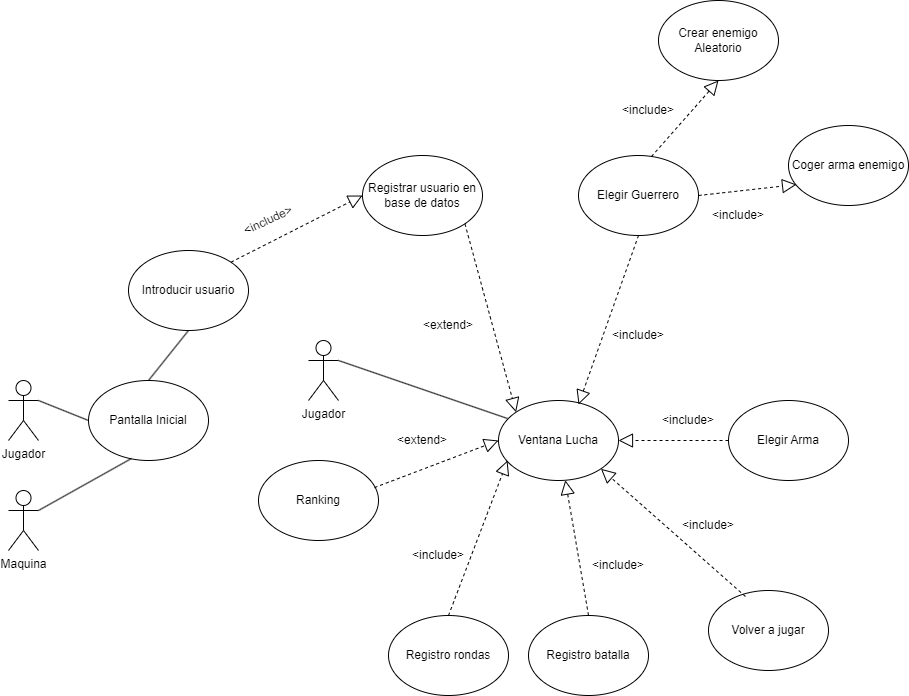 Crear enemigo
Aleatorio
<include>
Coger arma enemigo
Registrar usuario en
base de datos
Elegir Guerrero
<include>
<include>
Introducir usuario
<extend>
<include>
Jugador
Pantalla Inicial
<include>
Ventana Lucha
Elegir Arma
<extend>
Jugador
Ranking
<include>
<include>
<include>
Maquina
Volver a jugar
Registro rondas
Registro batalla